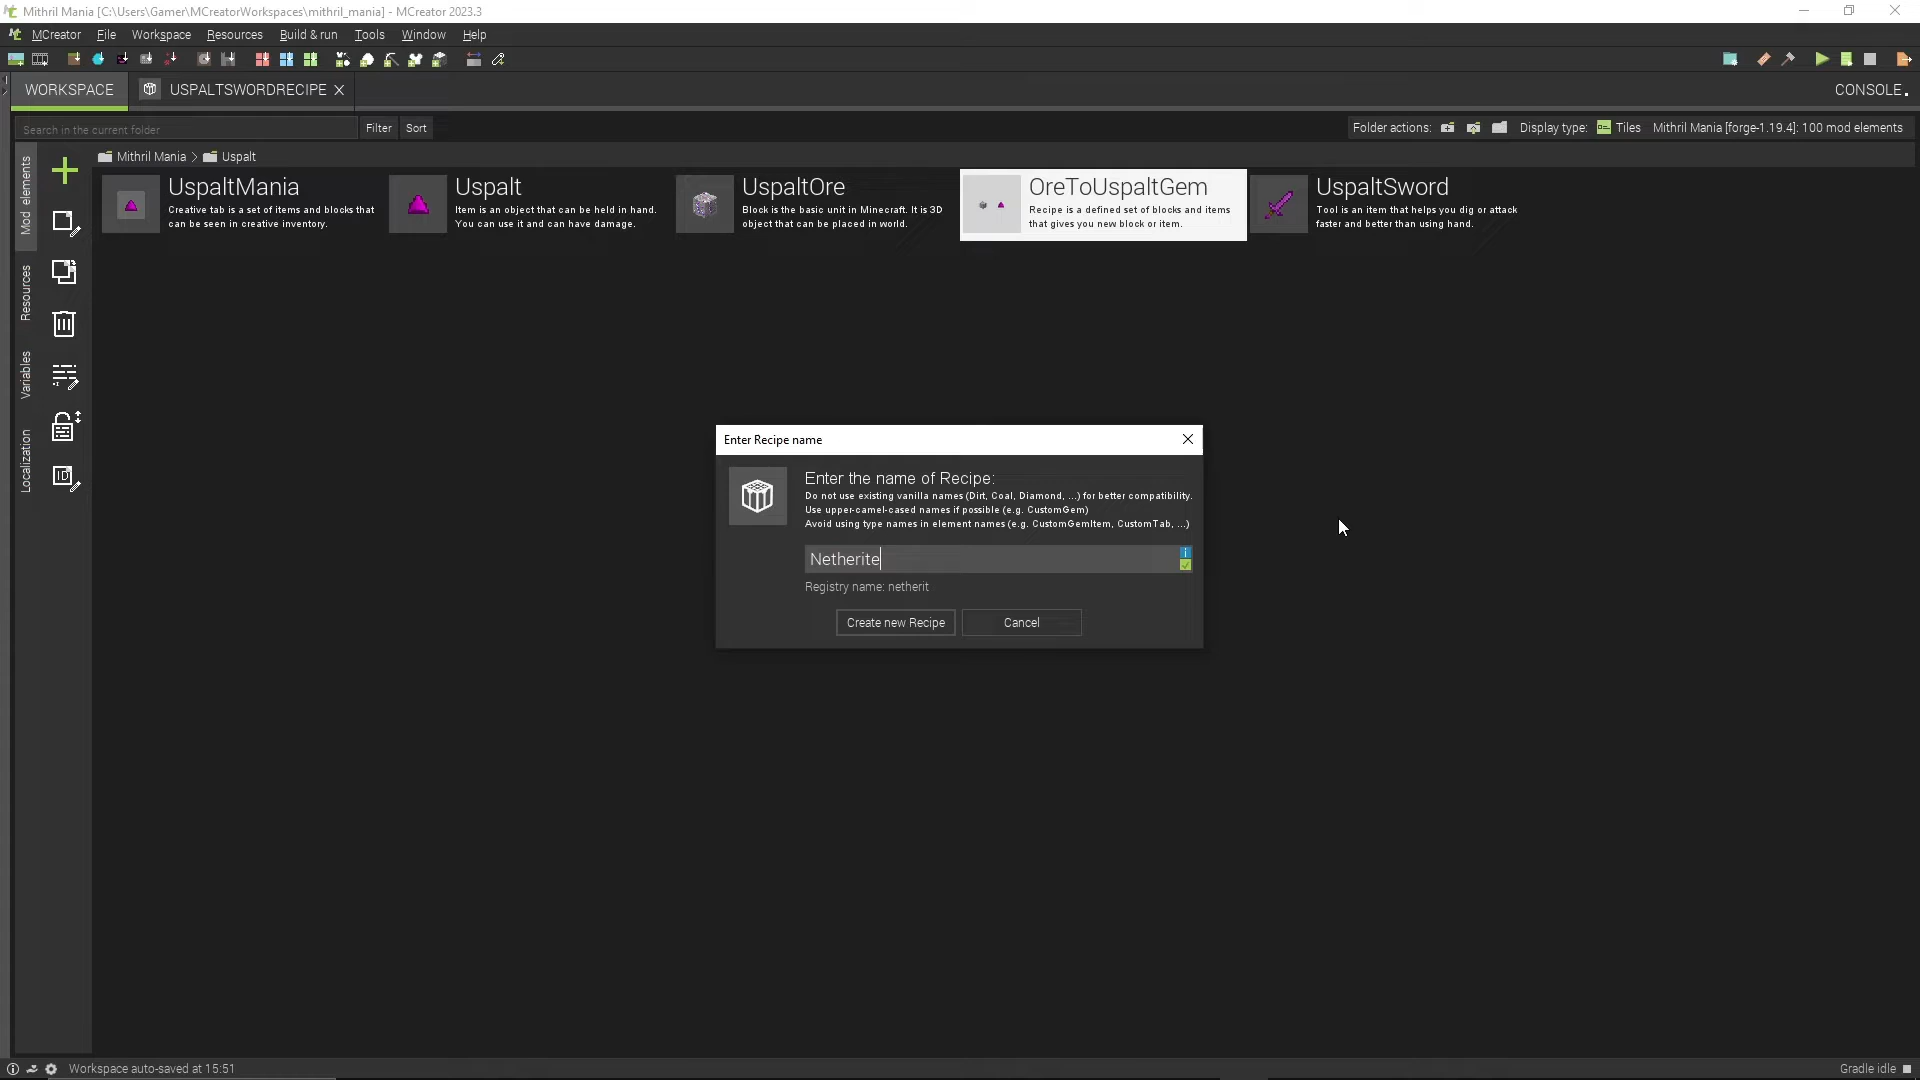 Mithril Mania [C:\Users\Gamer\MCreatorWorkspaces\mithril_mania] - MCreator 2023.3
MCreator File Workspace Resources Build & run Tools Window Help
WORKSPACE USPALTSWORDRECIPE CONSOLE
Search in the current folder Filter Sort Folder actions: Display type: Tiles Mithril Mania [forge-1.19.4]: 100 mod elements
Mithril Mania > Uspalt
Mod elements
Resources
Variables
Localization
UspaltMania
Creative tab is a set of items and blocks that
can be seen in creative inventory.
Uspalt
Item is an object that can be held in hand.
You can use it and can have damage.
UspaltOre
Block is the basic unit in Minecraft. It is 3D
object that can be placed in world.
OreToUspaltGem
Recipe is a defined set of blocks and items
that gives you new block or item.
UspaltSword
Tool is an item that helps you dig or attack
faster and better than using hand.
ID
Enter Recipe name
Enter the name of Recipe:
Do not use existing vanilla names (Dirt, Coal, Diamond, ...) for better compatibility.
Use upper-camel-cased names if possible (e.g. CustomGem)
Avoid using type names in element names (e.g. CustomGemItem, CustomTab, ...)
Netherite
Registry name: netherit
Create new Recipe Cancel
Workspace auto-saved at 15:51 Gradle idle